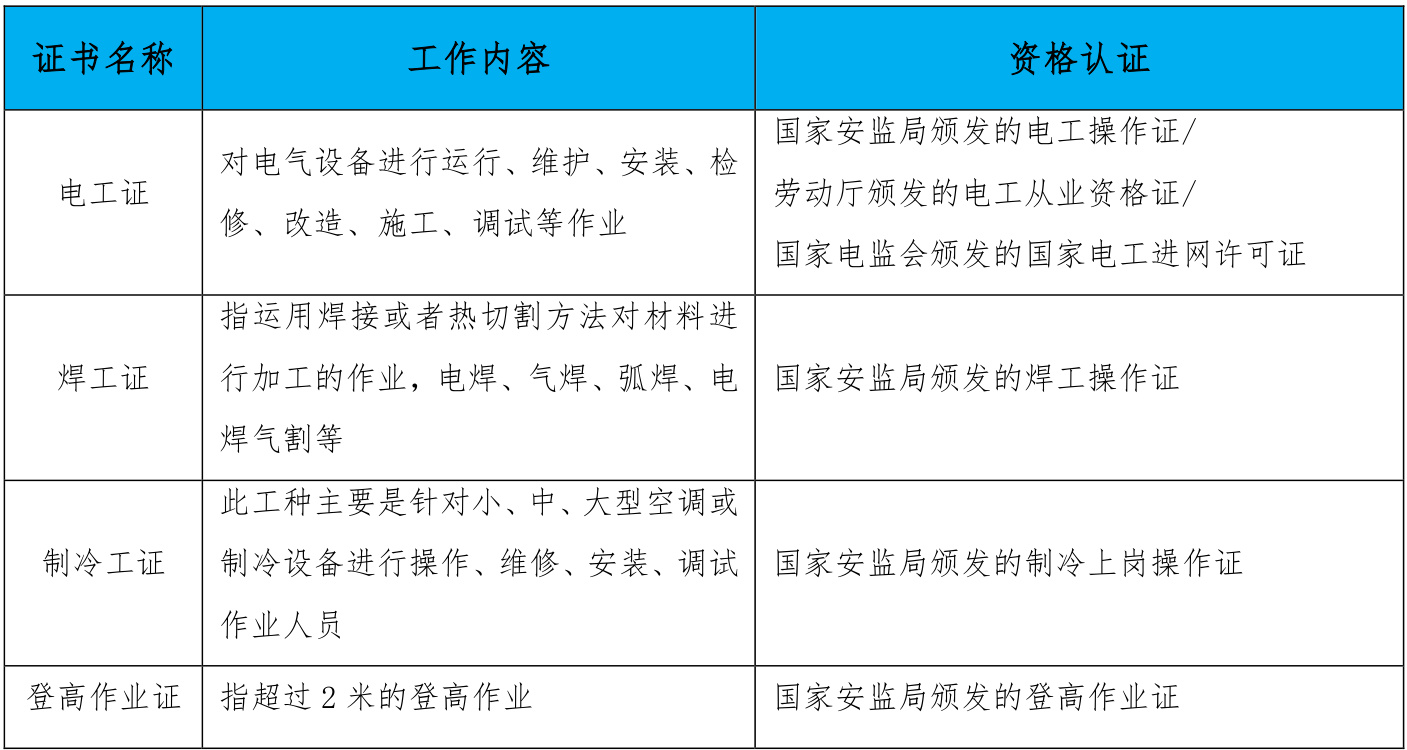 证书名称
工作内容
资格认证
电工证
对电气设备进行运行、维护、安装、检
修、改造、施工、调试等作业
国家安监局颁发的电工操作证/
劳动厅颁发的电工从业资格证/
国家电监会颁发的国家电工进网许可证
焊工证
指运用焊接或者热切割方法对材料进
行加工的作业，电焊、气焊、弧焊、电
焊气割等
国家安监局颁发的焊工操作证
制冷工证
此工种主要是针对小、中、大型空调或
制冷设备进行操作、维修、安装、调试
作业人员
国家安监局颁发的制冷上岗操作证
登高作业证
指超过 2 米的登高作业
国家安监局颁发的登高作业证